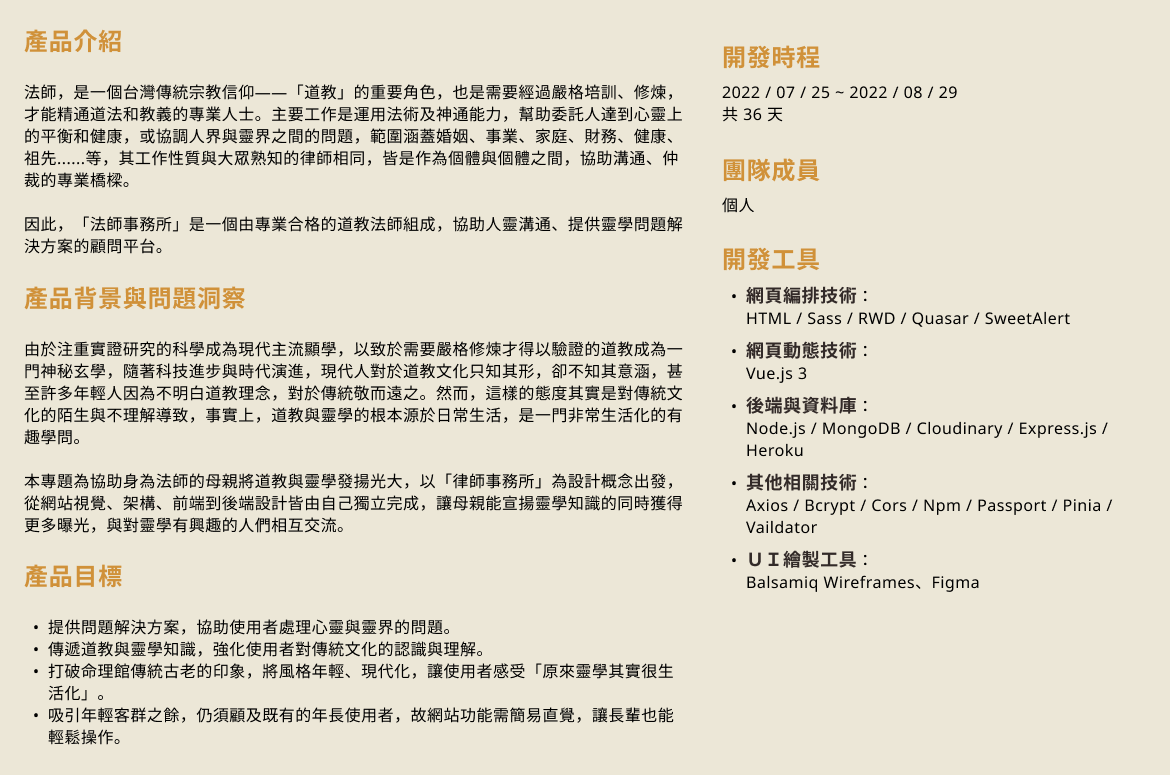 產品介紹
法師，是一個台灣傳統宗教信仰——「道教」的重要角色，也是需要經過嚴格培訓、修煉，
才能精通道法和教義的專業人士。主要工作是運用法術及神通能力，幫助委託人達到心靈上
的平衡和健康，或協調人界與靈界之間的問題，範圍涵蓋婚姻、事業、家庭、財務、健康、
祖先......等，其工作性質與大眾熟知的律師相同，皆是作為個體與個體之間，協助溝通、仲
裁的專業橋樑。
因此，「法師事務所」是一個由專業合格的道教法師組成，協助人靈溝通、提供靈學問題解
決方案的顧問平台。
產品背景與問題洞察
由於注重實證研究的科學成為現代主流顯學，以致於需要嚴格修煉才得以驗證的道教成為一
門神秘玄學，隨著科技進步與時代演進，現代人對於道教文化只知其形，卻不知其意涵，甚
至許多年輕人因為不明白道教理念，對於傳統敬而遠之。然而，這樣的態度其實是對傳統文
化的陌生與不理解導致，事實上，道教與靈學的根本源於日常生活，是一門非常生活化的有
趣學問。
本專題為協助身為法師的母親將道教與靈學發揚光大，以「律師事務所」為設計概念出發，
從網站視覺、架構、前端到後端設計皆由自己獨立完成，讓母親能宣揚靈學知識的同時獲得
更多曝光，與對靈學有興趣的人們相互交流。
產品目標
• 提供問題解決方案，協助使用者處理心靈與靈界的問題。
• 傳遞道教與靈學知識，強化使用者對傳統文化的認識與理解。
• 打破命理館傳統古老的印象，將風格年輕、現代化，讓使用者感受「原來靈學其實很生
活化」。
• 吸引年輕客群之餘，仍須顧及既有的年長使用者，故網站功能需簡易直覺，讓長輩也能
輕鬆操作。
開發時程
2022 / 07 / 25 ~ 2022 / 08 / 29
共 36 天
團隊成員
個人
開發工具
• 網頁編排技術：
HTML / Sass / RWD / Quasar / SweetAlert
• 網頁動態技術：
Vue.js 3
• 後端與資料庫：
Node.js / MongoDB / Cloudinary / Express.js /
Heroku
• 其他相關技術：
Axios / Bcrypt / Cors / Npm / Passport / Pinia /
Vaildator
• ＵＩ繪製工具：
Balsamiq Wireframes、Figma